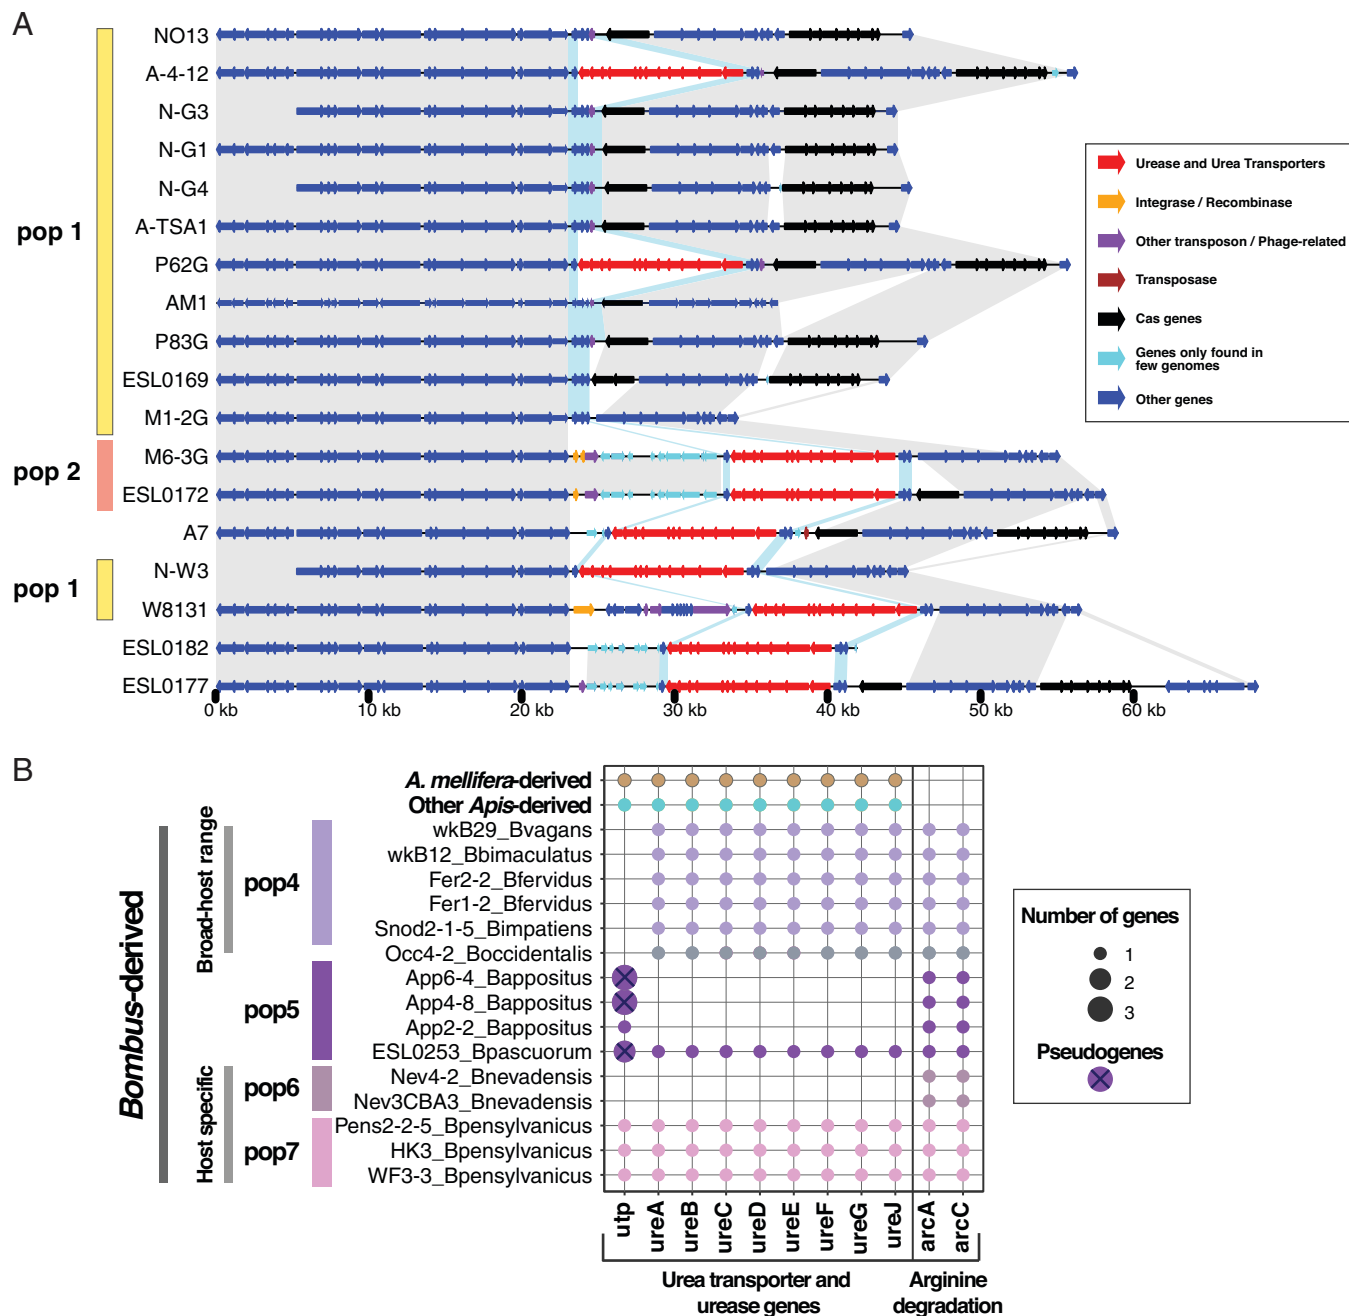 A
NO13
A-4-12
N-G3
N-G1
N-G4
A-TSA1
P62G
AM1
P83G
ESL0169
M1-2G
M6-3G
ESL0172
A7
N-W3
W8131
ESL0182
ESL0177
pop 1
pop 2
pop 1
0 kb
10 kb
20 kb
30 kb
40 kb
50 kb
60 kb
Urease and Urea Transporters
Integrase / Recombinase
Other transposon / Phage-related
Transposase
Cas genes
Genes only found in
few genomes
Other genes
B
Bombus-derived
Broad-host range
Host specific
pop4
pop5
pop6
pop7
A. mellifera-derived
Other Apis-derived
wkB29_Bvagans
wkB12_Bbimaculatus
Fer2-2_Bfervidus
Fer1-2_Bfervidus
Snod2-1-5_Bimpatiens
Occ4-2_Boccidentalis
App6-4_Bappositus
App4-8_Bappositus
App2-2_Bappositus
ESL0253_Bpascuorum
Nev4-2_Bnevadensis
Nev3CBA3_Bnevadensis
Pens2-2-5_Bpensylvanicus
HK3_Bpensylvanicus
WF3-3_Bpensylvanicus
utp
ureA
ureB
ureC
ureD
ureE
ureF
ureG
ureJ
arcA
arcC
Urea transporter and
urease genes
Arginine
degradation
Number of genes
1
2
3
Pseudogenes